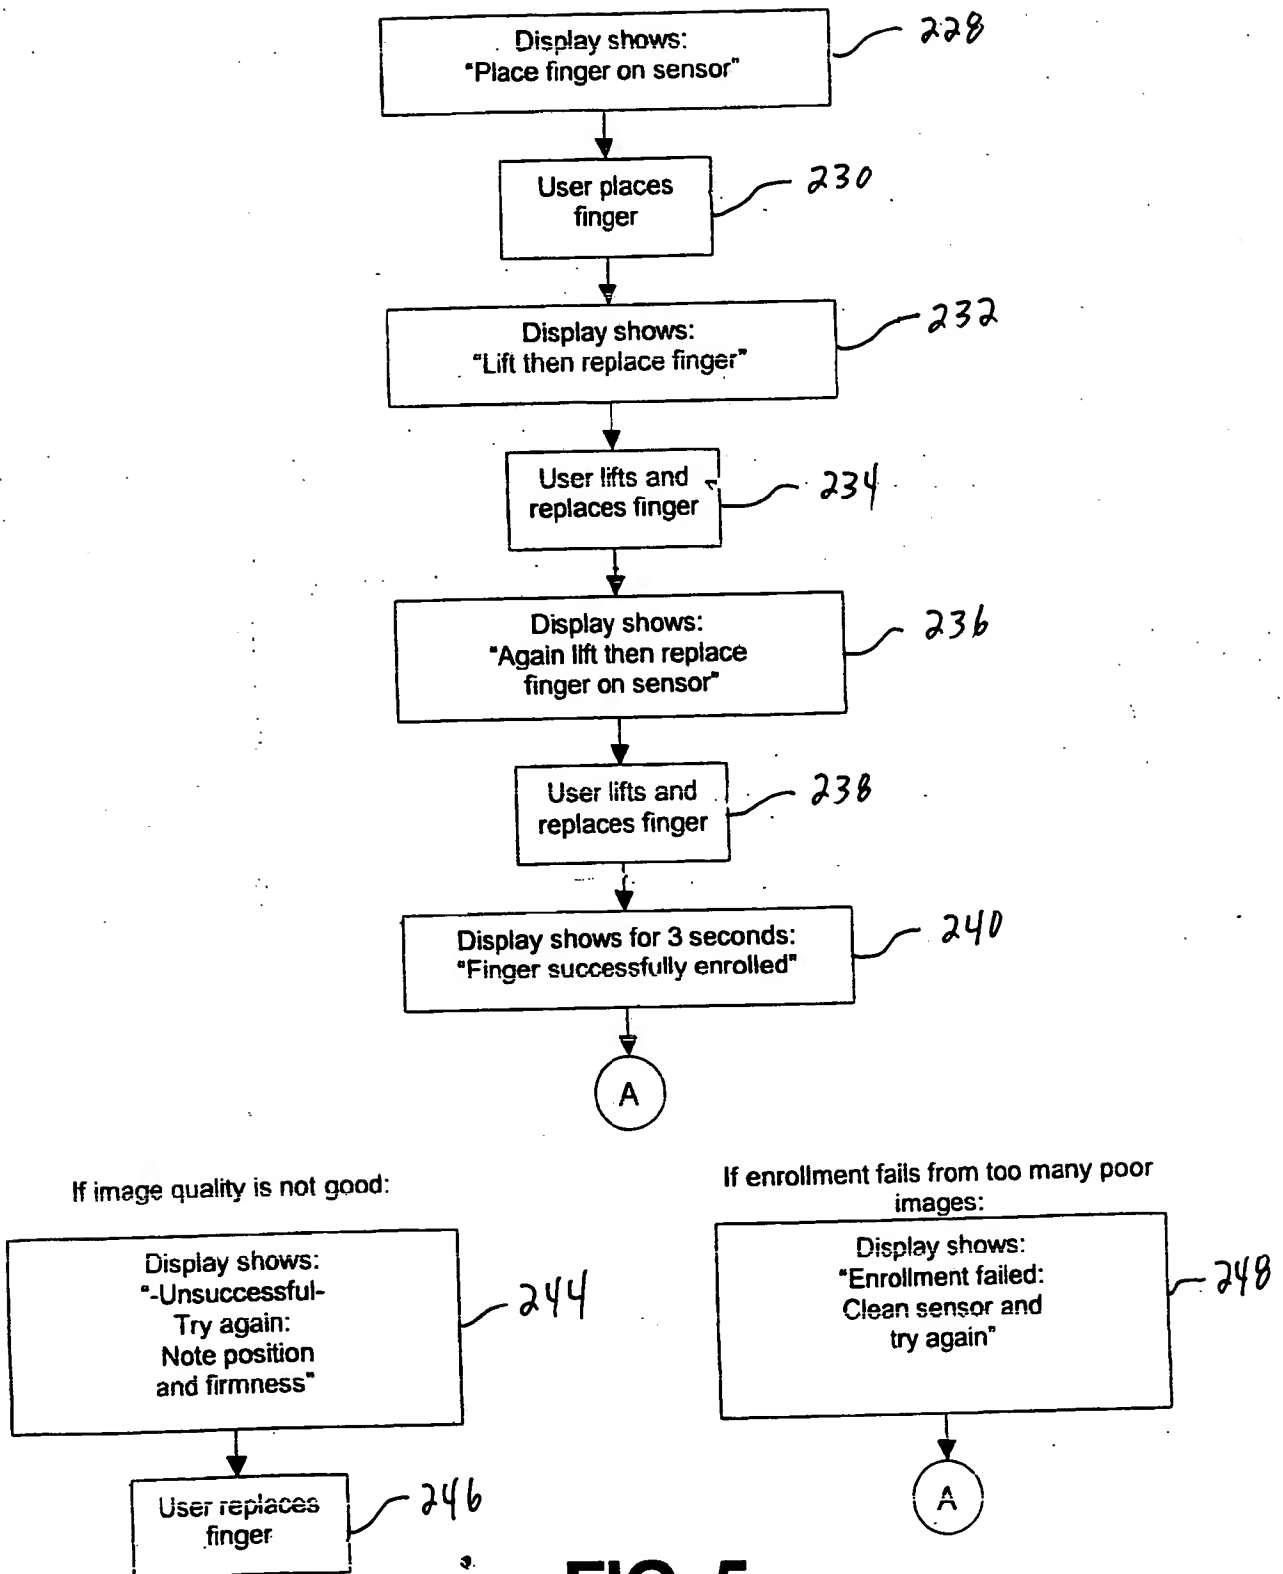 Display shows:
"Place finger on sensor"
228
User places
finger
230
Display shows:
"Lift then replace finger"
232
User lifts and
replaces finger
234
Display shows:
"Again lift then replace
finger on sensor"
236
User lifts and
replaces finger
238
Display shows for 3 seconds:
"Finger successfully enrolled"
240
A
If image quality is not good:
Display shows:
"-Unsuccessful-
Try again:
Note position
and firmness"
244
User replaces
finger
246
If enrollment fails from too many poor
images:
Display shows:
"Enrollment failed:
Clean sensor and
try again"
248
A
FIG. 5